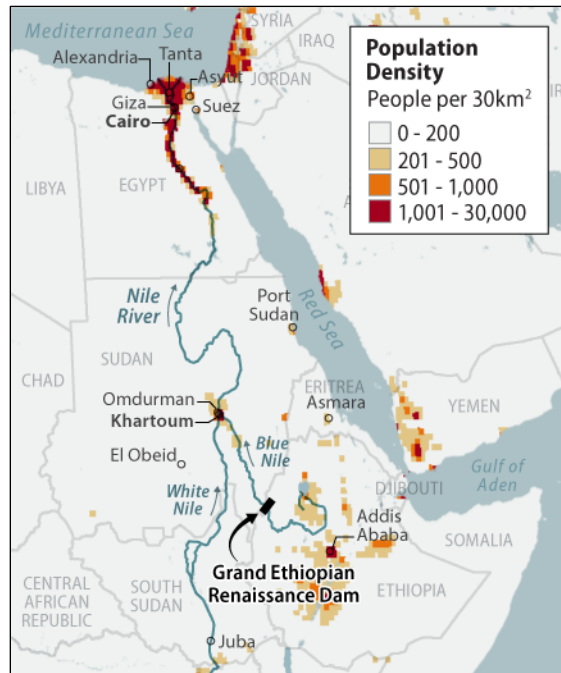 Mediterranean Sea
SYRIA
IRAQ
Alexandria
Tanta
Asyut
JORDAN
Giza
Suez
Cairo
LIBYA
EGYPT
Population
Density
People per 30km²
0 - 200
201 - 500
501 - 1,000
1,001 - 30,000
Nile
River
Port
Sudan
Red Sea
SUDAN
CHAD
Omdurman
Khartoum
ERITREA
Asmara
YEMEN
El Obeid
Blue
Nile
White
Nile
DJIBOUTI
Gulf of
Aden
Addis
Ababa
SOMALIA
Grand Ethiopian
Renaissance Dam
ETHIOPIA
CENTRAL
AFRICAN
REPUBLIC
SOUTH
SUDAN
Juba